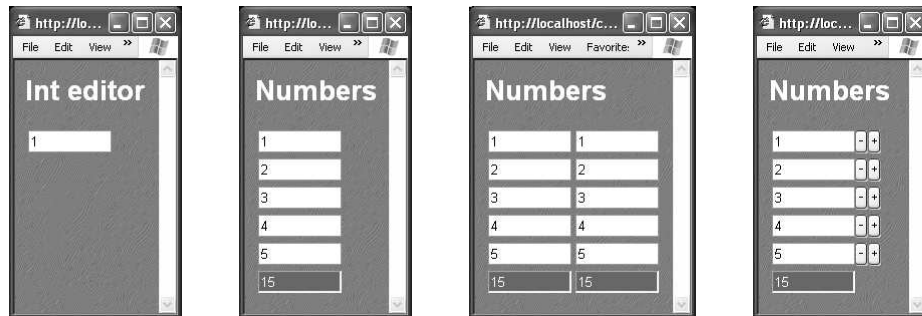 http://lo...
File Edit View »
Int editor
1
http://lo...
File Edit View »
Numbers
1
2
3
4
5
15
http://localhost/c...
File Edit View Favorite: »
Numbers
1 1
2 2
3 3
4 4
5 5
15 15
http://loc...
File Edit View »
Numbers
1 - +
2 - +
3 - +
4 - +
5 - +
15